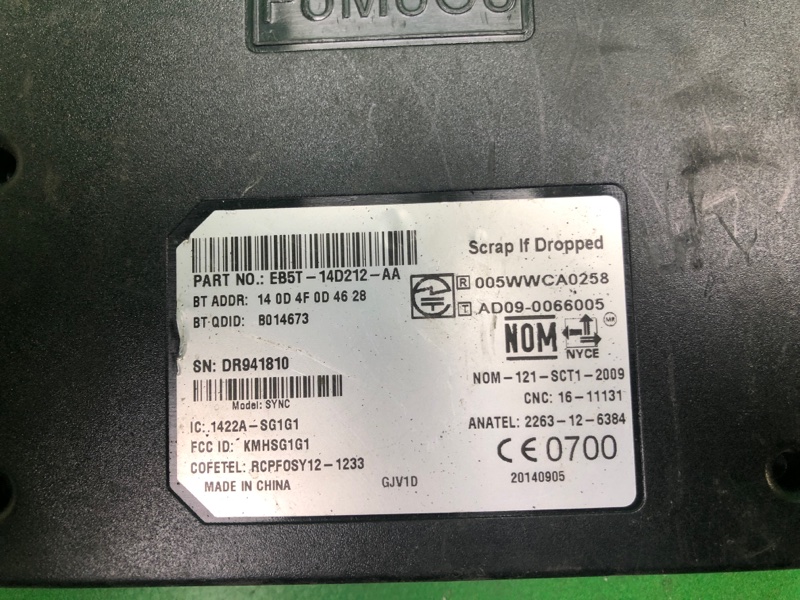 Scrap If Dropped
PART NO.: EB5T-14D212-AA
BT ADDR: 14 0D 4F 0D 46 28
BT QDID: B014673
R 005WWCA0258
T AD09-0066005
NOM
NYCE
SN: DR941810
Model: SYNC
NOM-121-SCT1-2009
CNC: 16-11131
IC: 1422A-SG1G1
FCC ID: KMHSG1G1
ANATEL: 2263-12-6384
COFETEL: RCPFOSY12-1233
CE 0700
MADE IN CHINA
GJV1D
20140905